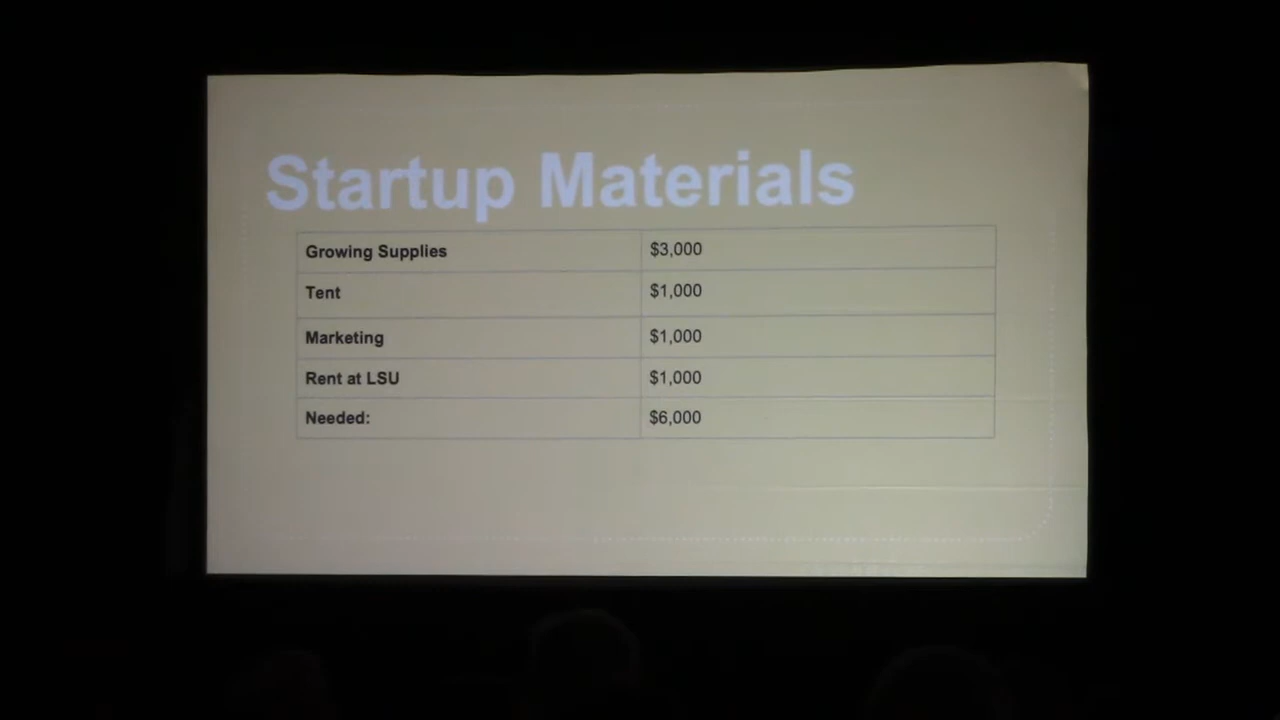 Startup Materials
Growing Supplies $3,000
Tent $1,000
Marketing $1,000
Rent at LSU $1,000
Needed: $6,000